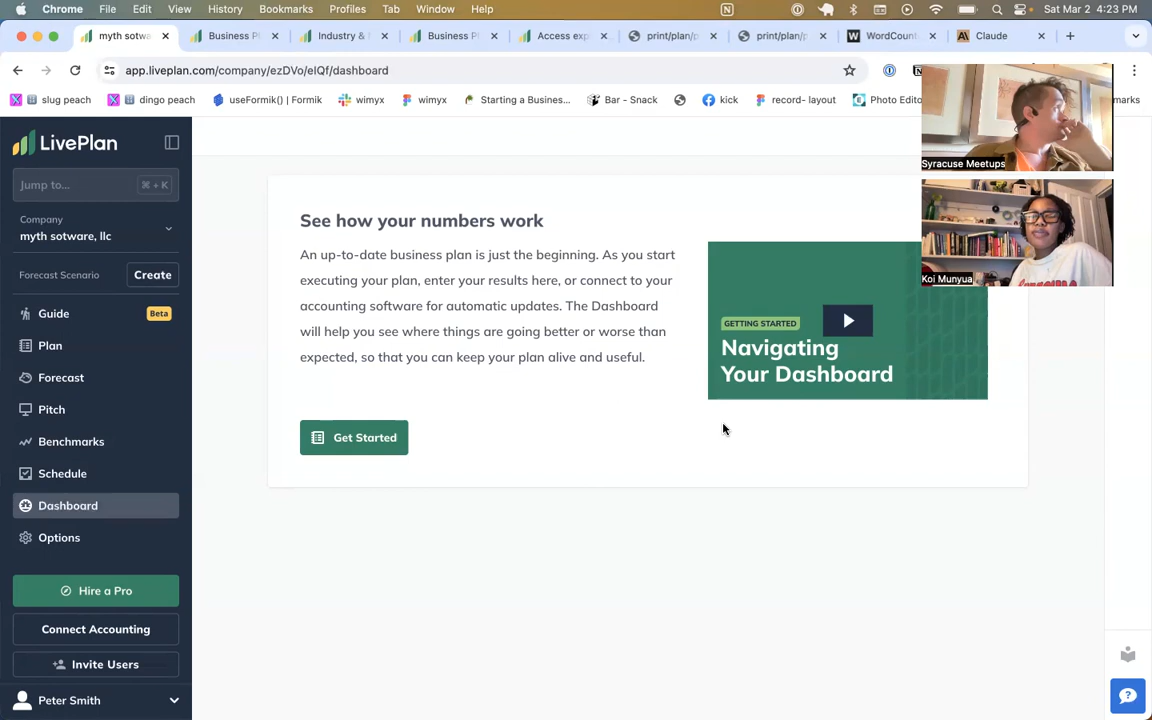 Chrome File Edit View History Bookmarks Profiles Tab Window Help
Sat Mar 2 4:23 PM
myth sotwa
Business Pl
Industry &
Business Pl
Access exp
print/plan/p
print/plan/p
WordCount
Claude
app.liveplan.com/company/ezDVo/elQf/dashboard
slug peach
dingo peach
useFormik() | Formik
wimyx
wimyx
Starting a Busines...
Bar - Snack
kick
record- layout
Photo Edito
marks
Syracuse Meetups
Koi Munyua
LivePlan
Jump to...
⌘ + K
Company
myth sotware, llc
Forecast Scenario
Create
Guide
Beta
Plan
Forecast
Pitch
Benchmarks
Schedule
Dashboard
Options
Hire a Pro
Connect Accounting
Invite Users
Peter Smith
See how your numbers work
An up-to-date business plan is just the beginning. As you start
executing your plan, enter your results here, or connect to your
accounting software for automatic updates. The Dashboard
will help you see where things are going better or worse than
expected, so that you can keep your plan alive and useful.
Get Started
GETTING STARTED
Navigating
Your Dashboard